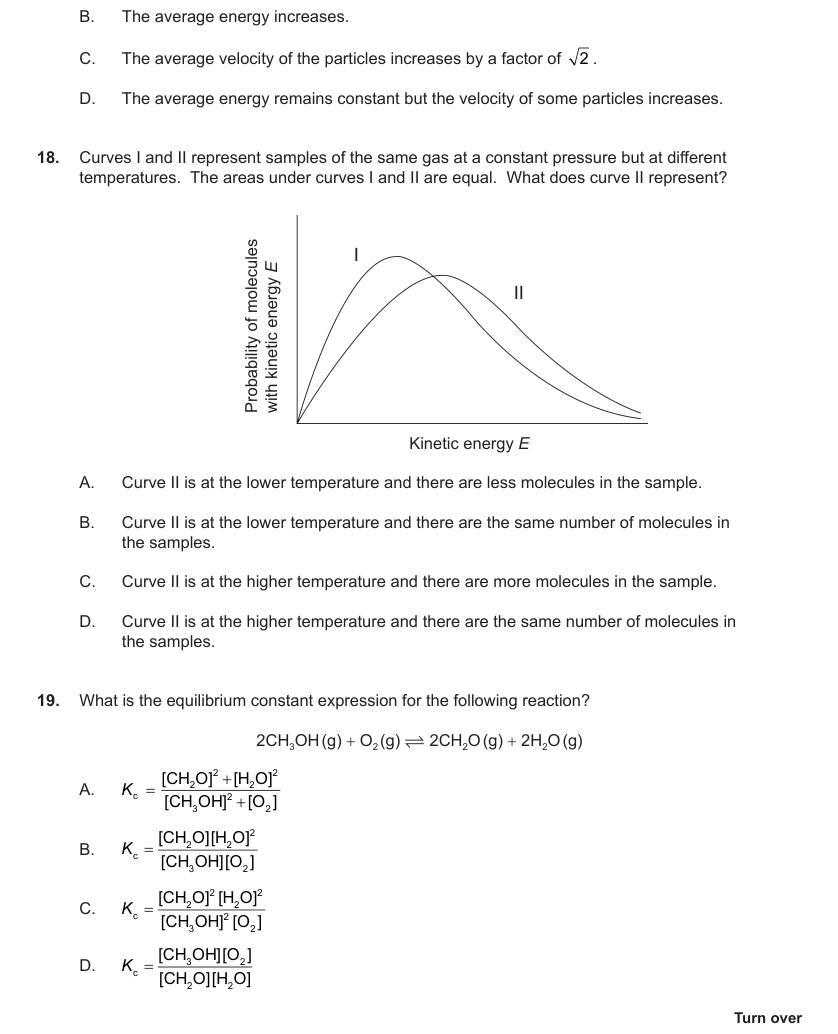 B. The average energy increases.
C. The average velocity of the particles increases by a factor of √2 .
D. The average energy remains constant but the velocity of some particles increases.
18. Curves I and II represent samples of the same gas at a constant pressure but at different
temperatures. The areas under curves I and II are equal. What does curve II represent?
Probability of molecules
with kinetic energy E
I
II
Kinetic energy E
A. Curve II is at the lower temperature and there are less molecules in the sample.
B. Curve II is at the lower temperature and there are the same number of molecules in
the samples.
C. Curve II is at the higher temperature and there are more molecules in the sample.
D. Curve II is at the higher temperature and there are the same number of molecules in
the samples.
19. What is the equilibrium constant expression for the following reaction?
2CH₃OH (g) + O₂ (g) ⇌ 2CH₂O (g) + 2H₂O (g)
A. K꜀ = [CH₂O]² + [H₂O]² / [CH₃OH]² + [O₂]
B. K꜀ = [CH₂O][H₂O]² / [CH₃OH][O₂]
C. K꜀ = [CH₂O]² [H₂O]² / [CH₃OH]² [O₂]
D. K꜀ = [CH₃OH][O₂] / [CH₂O][H₂O]
Turn over